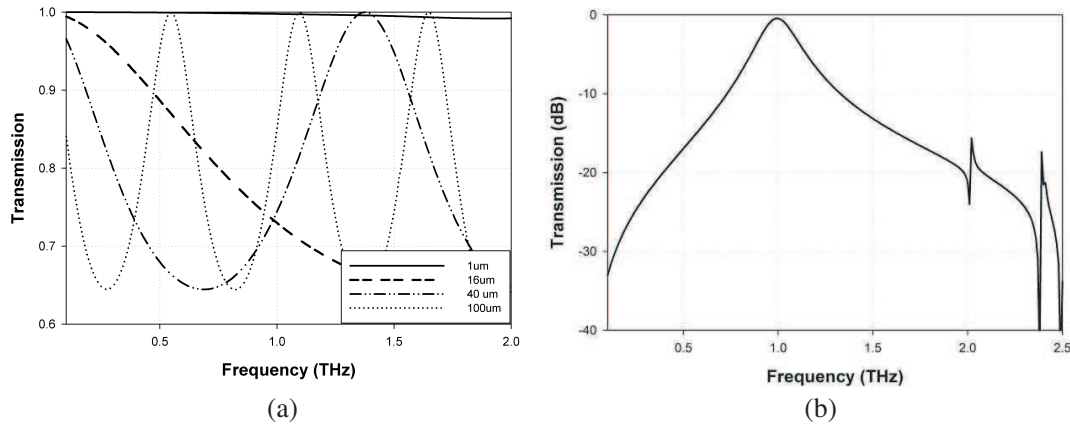 1.0
0.9
0.8
0.7
0.6
Transmission
0.5
1.0
1.5
2.0
Frequency (THz)
1um
16um
40 um
100um
(a)
0
-10
-20
-30
-40
Transmission (dB)
0.5
1.0
1.5
2.0
2.5
Frequency (THz)
(b)